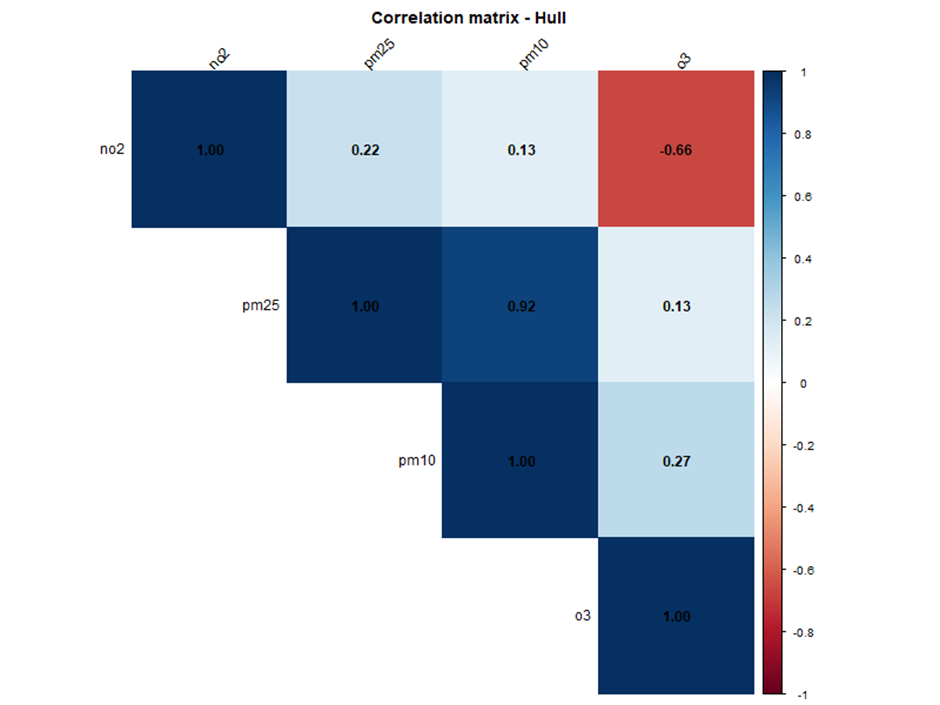 Correlation matrix - Hull
no2 pm25 pm10 o3
no2 1.00 0.22 0.13 -0.66
pm25 1.00 0.92 0.13
pm10 1.00 0.27
o3 1.00
1
0.8
0.6
0.4
0.2
0
-0.2
-0.4
-0.6
-0.8
-1